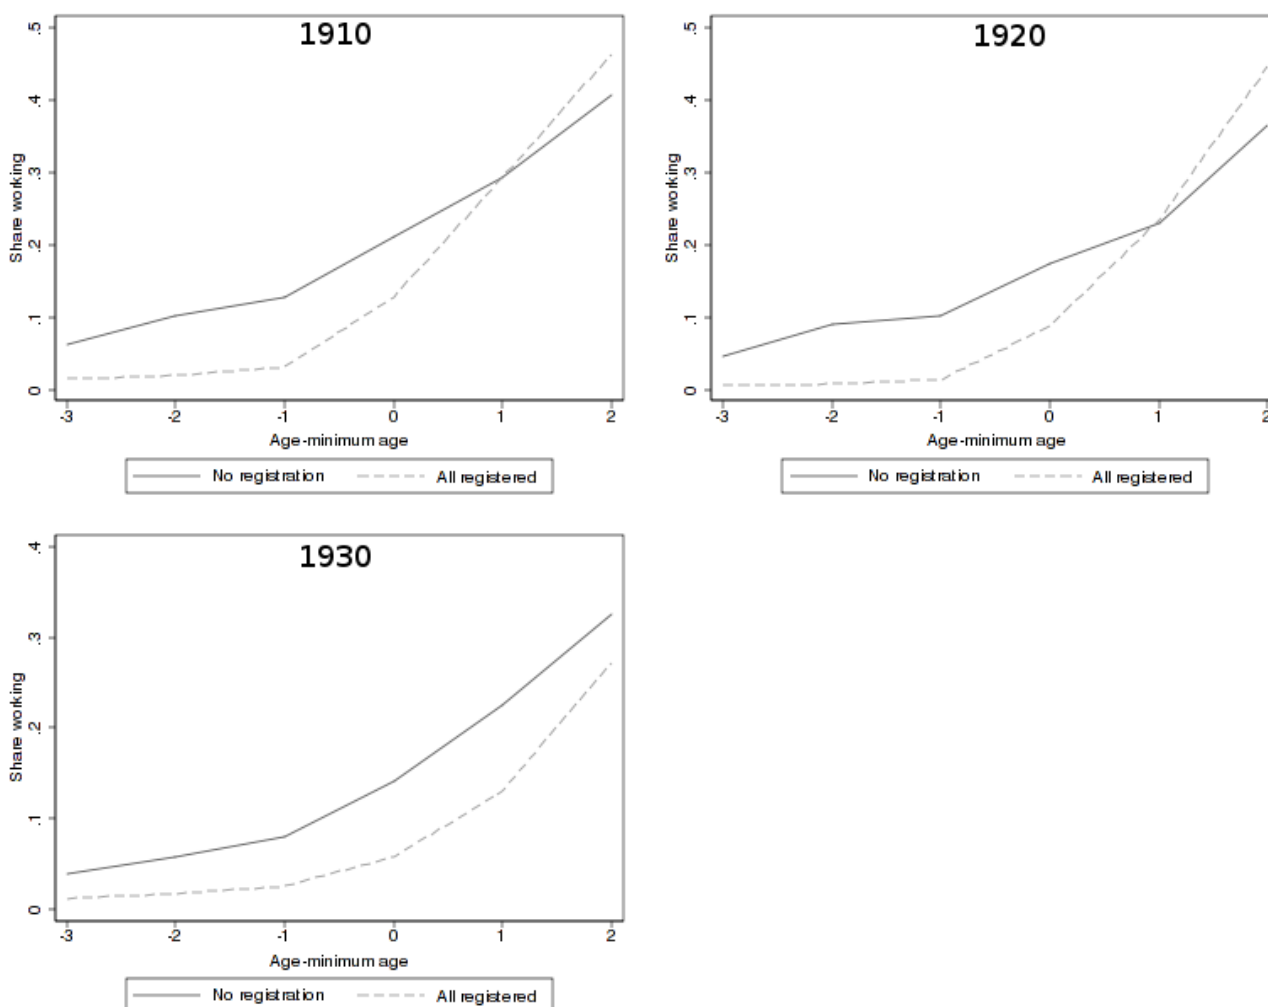 1910
.5
.4
.3
.2
.1
0
Share working
-3 -2 -1 0 1 2
Age-minimum age
No registration All registered
1920
.5
.4
.3
.2
.1
0
Share working
-3 -2 -1 0 1 2
Age-minimum age
No registration All registered
1930
.4
.3
.2
.1
0
Share working
-3 -2 -1 0 1 2
Age-minimum age
No registration All registered